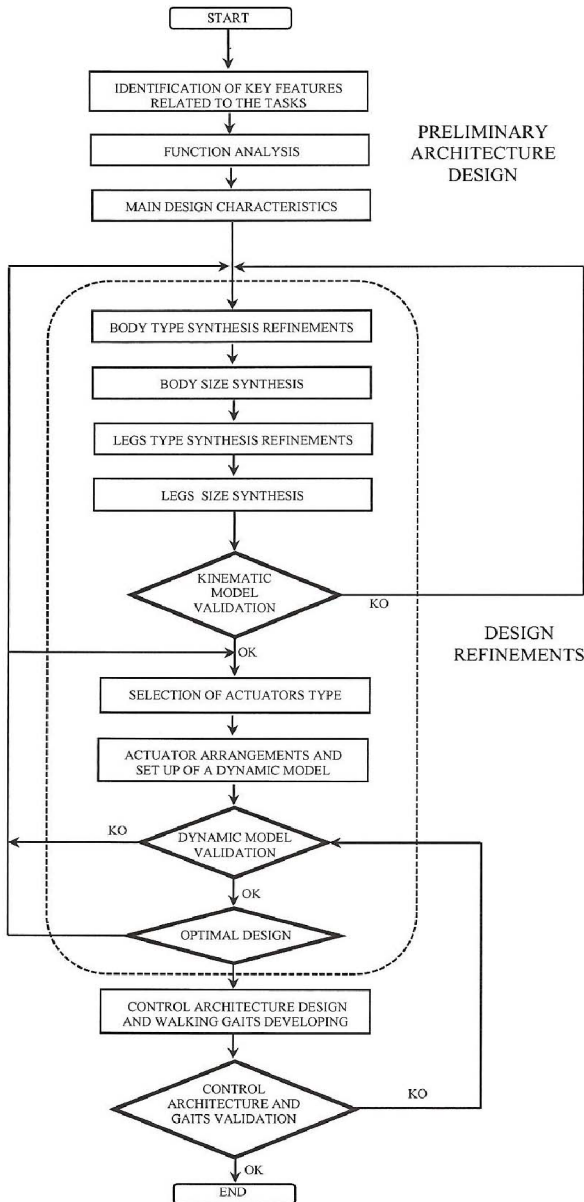 START
IDENTIFICATION OF KEY FEATURES
RELATED TO THE TASKS
PRELIMINARY
ARCHITECTURE
DESIGN
FUNCTION ANALYSIS
MAIN DESIGN CHARACTERISTICS
BODY TYPE SYNTHESIS REFINEMENTS
BODY SIZE SYNTHESIS
LEGS TYPE SYNTHESIS REFINEMENTS
LEGS SIZE SYNTHESIS
KINEMATIC
MODEL
VALIDATION
KO
OK
DESIGN
REFINEMENTS
SELECTION OF ACTUATORS TYPE
ACTUATOR ARRANGEMENTS AND
SET UP OF A DYNAMIC MODEL
KO
DYNAMIC MODEL
VALIDATION
OK
OPTIMAL DESIGN
CONTROL ARCHITECTURE DESIGN
AND WALKING GAITS DEVELOPING
CONTROL
ARCHITECTURE AND
GAITS VALIDATION
KO
OK
END